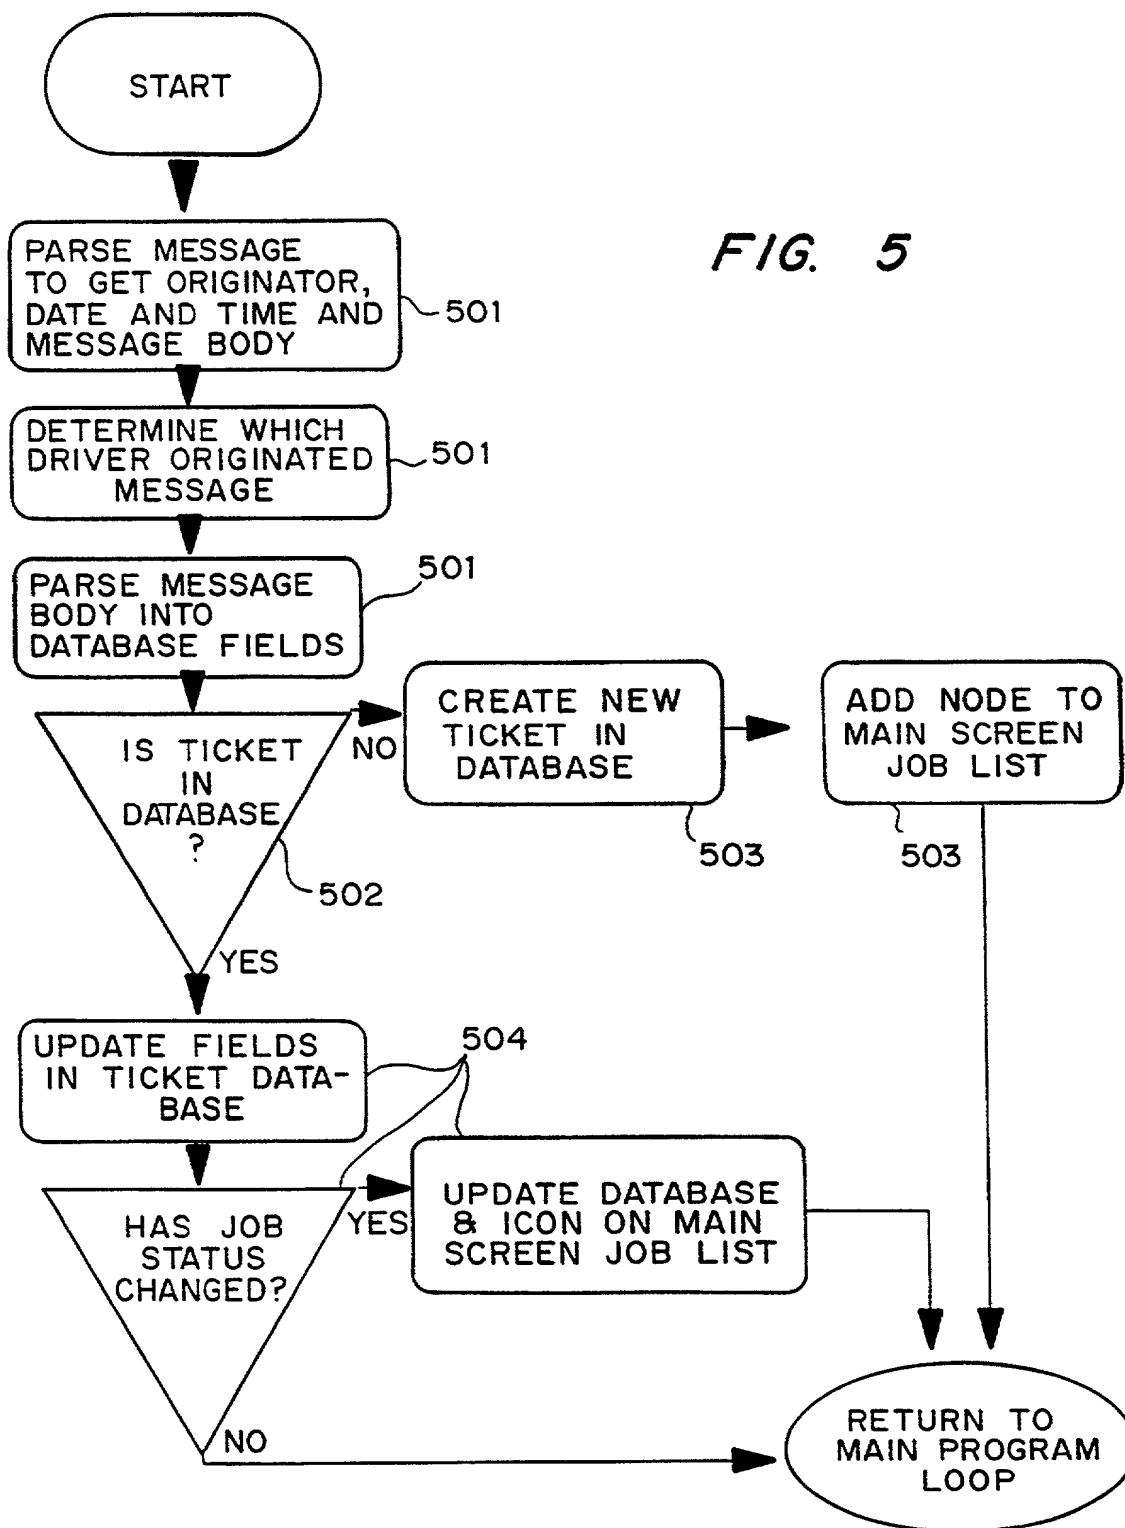 START
FIG. 5
PARSE MESSAGE
TO GET ORIGINATOR,
DATE AND TIME AND
MESSAGE BODY
501
DETERMINE WHICH
DRIVER ORIGINATED
MESSAGE
501
PARSE MESSAGE
BODY INTO
DATABASE FIELDS
501
IS TICKET
IN
DATABASE
?
502
NO
CREATE NEW
TICKET IN
DATABASE
503
ADD NODE TO
MAIN SCREEN
JOB LIST
503
YES
UPDATE FIELDS
IN TICKET DATA-
BASE
504
HAS JOB
STATUS
CHANGED?
YES
UPDATE DATABASE
& ICON ON MAIN
SCREEN JOB LIST
NO
RETURN TO
MAIN PROGRAM
LOOP